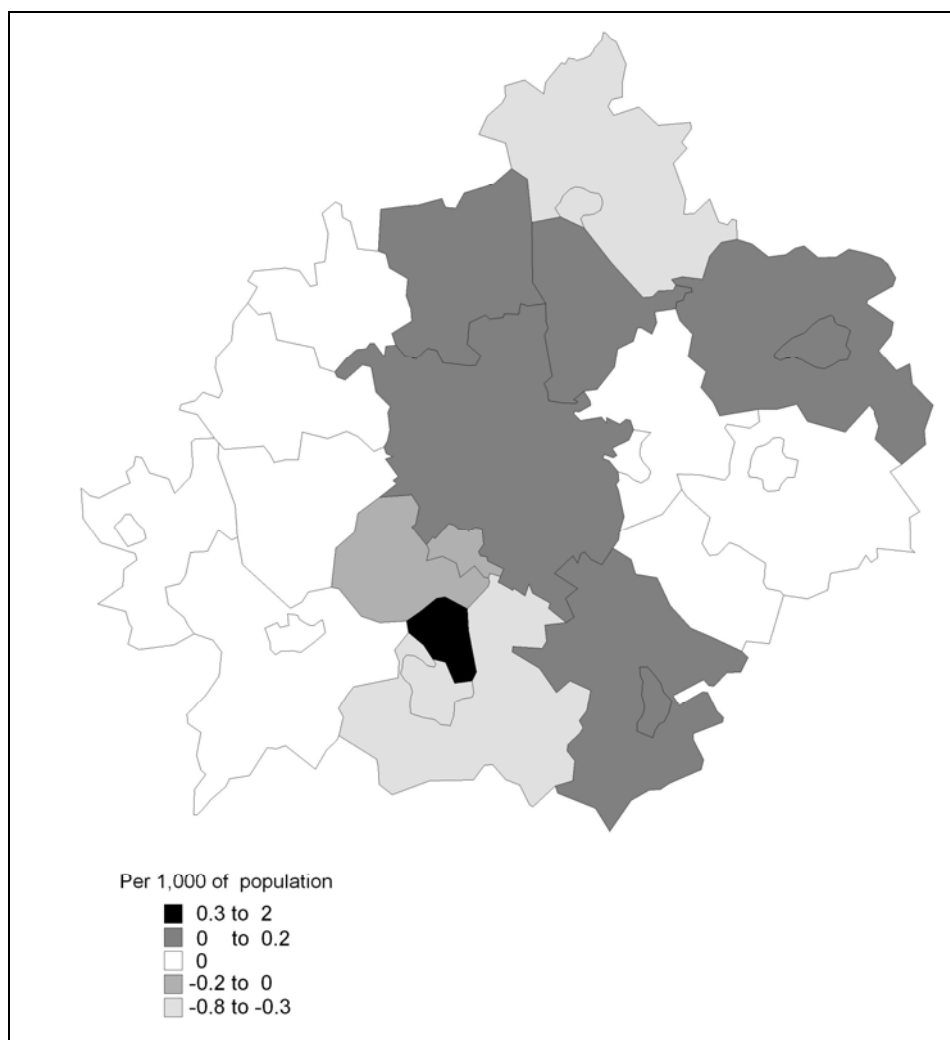 Per 1,000 of population
0.3 to 2
0 to 0.2
0
-0.2 to 0
-0.8 to -0.3